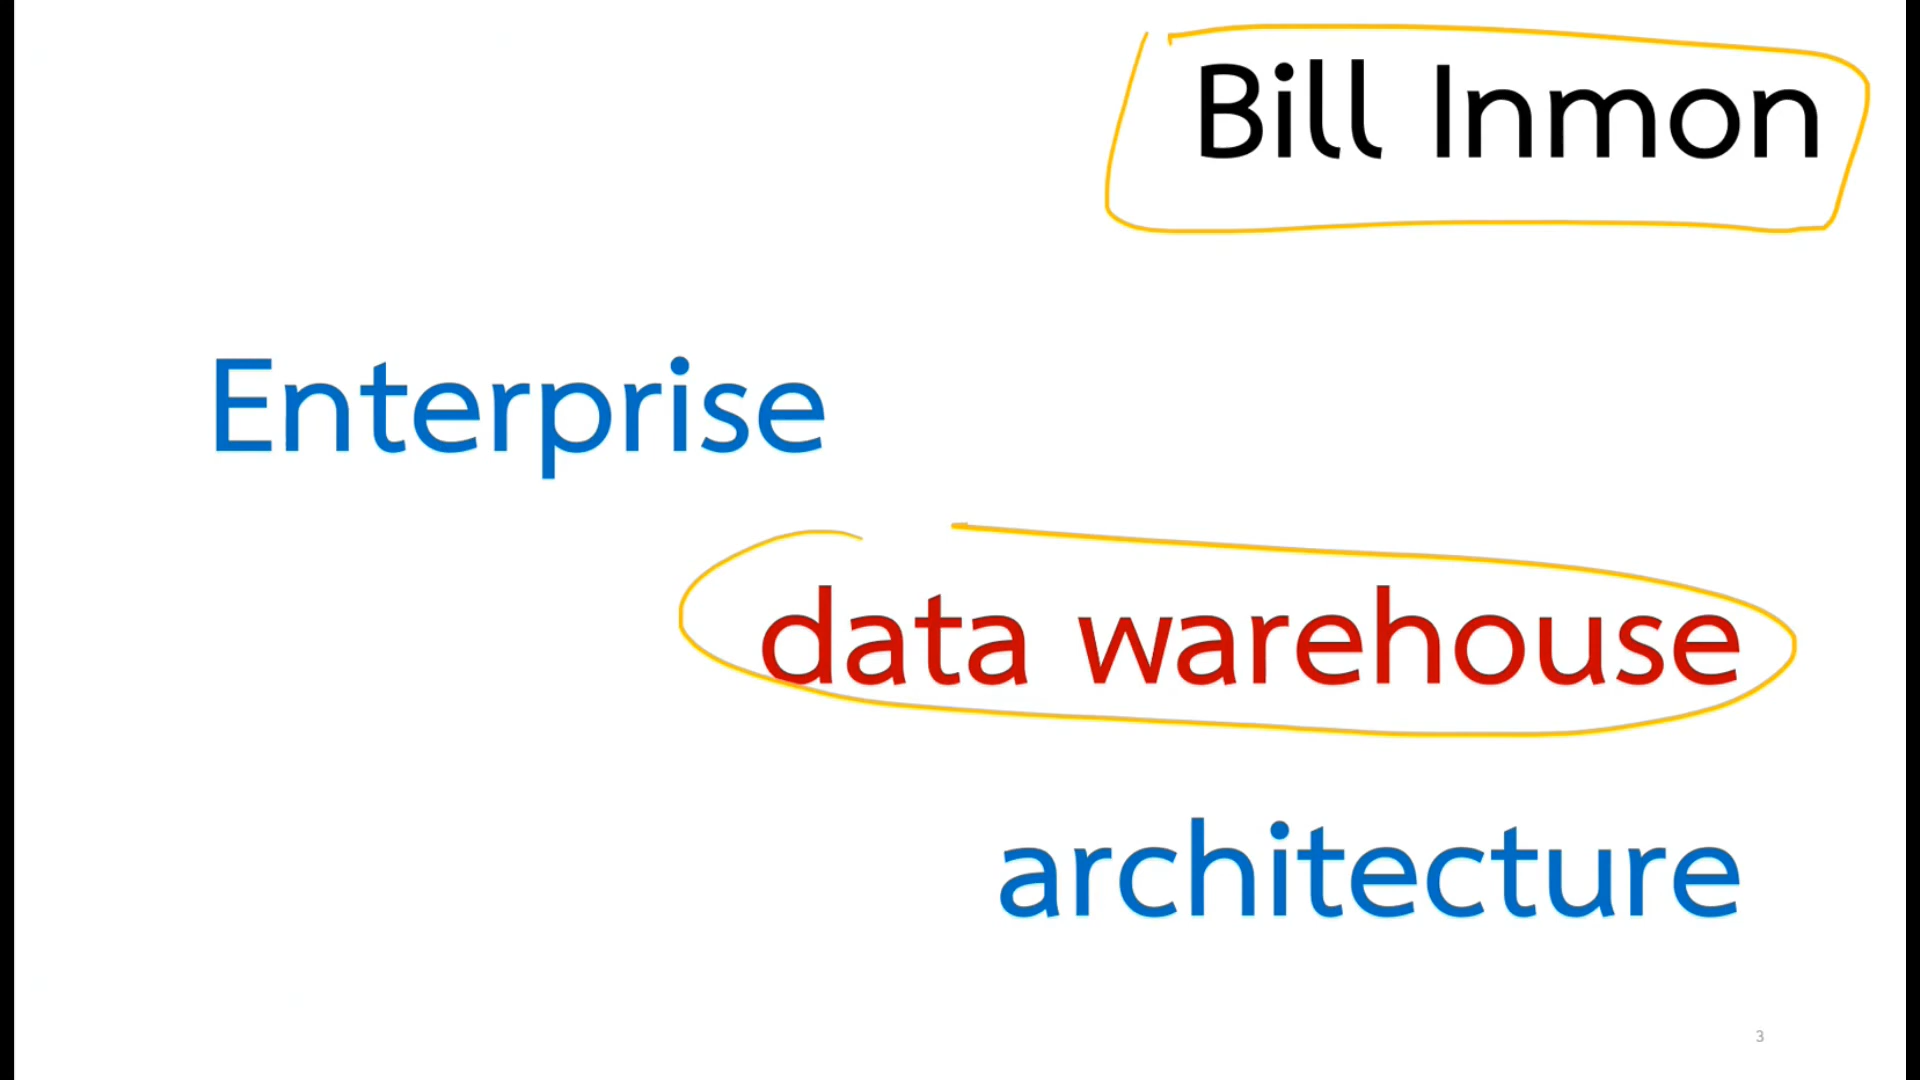 Bill Inmon
Enterprise
data warehouse
architecture
3